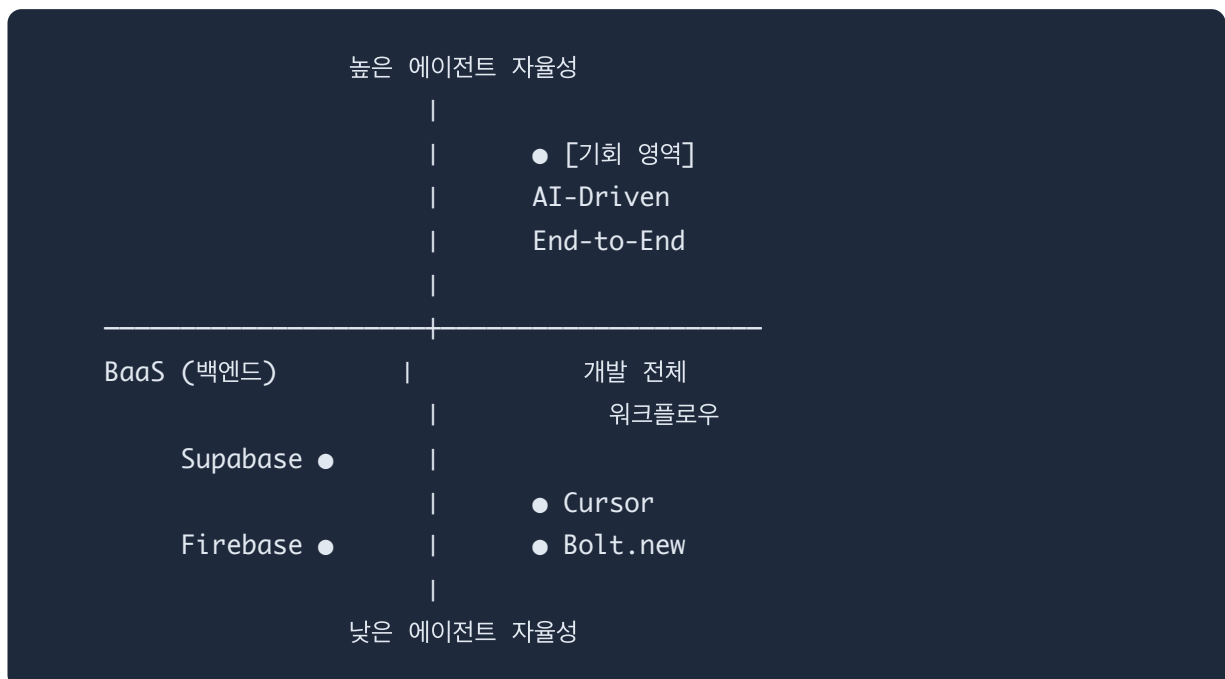 높은 에이전트 자율성
|
| ● [기회 영역]
| AI-Driven
| End-to-End
|
───────────────────────┼───────────────────────
BaaS (백엔드) | 개발 전체
| 워크플로우
Supabase ● |
| ● Cursor
Firebase ● | ● Bolt.new
|
낮은 에이전트 자율성